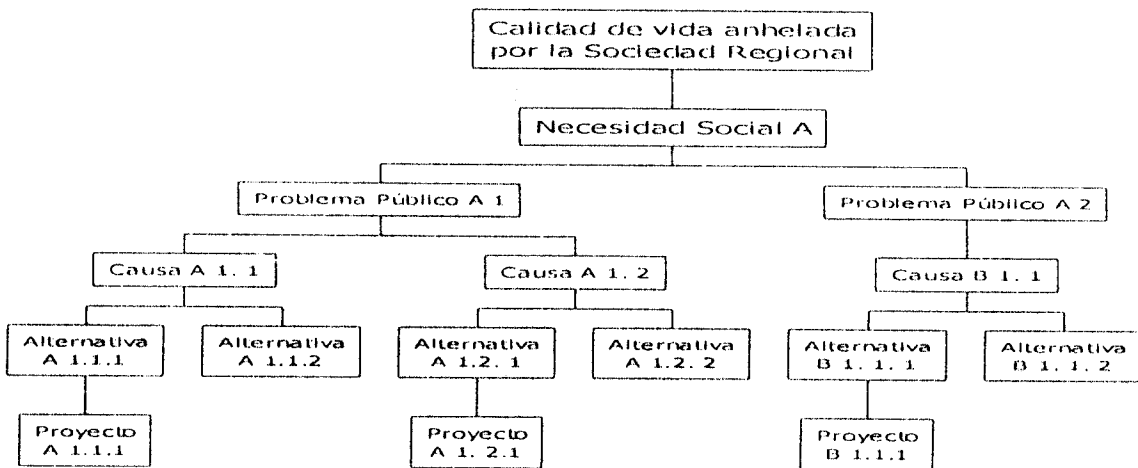 Calidad de vida anhelada
por la Sociedad Regional
Necesidad Social A
Problema Público A 1
Problema Público A 2
Causa A 1. 1
Causa A 1. 2
Causa B 1. 1
Alternativa
A 1.1.1
Alternativa
A 1.1.2
Alternativa
A 1.2. 1
Alternativa
A 1.2. 2
Alternativa
B 1. 1. 1
Alternativa
B 1. 1. 2
Proyecto
A 1.1.1
Proyecto
A 1. 2.1
Proyecto
B 1.1.1